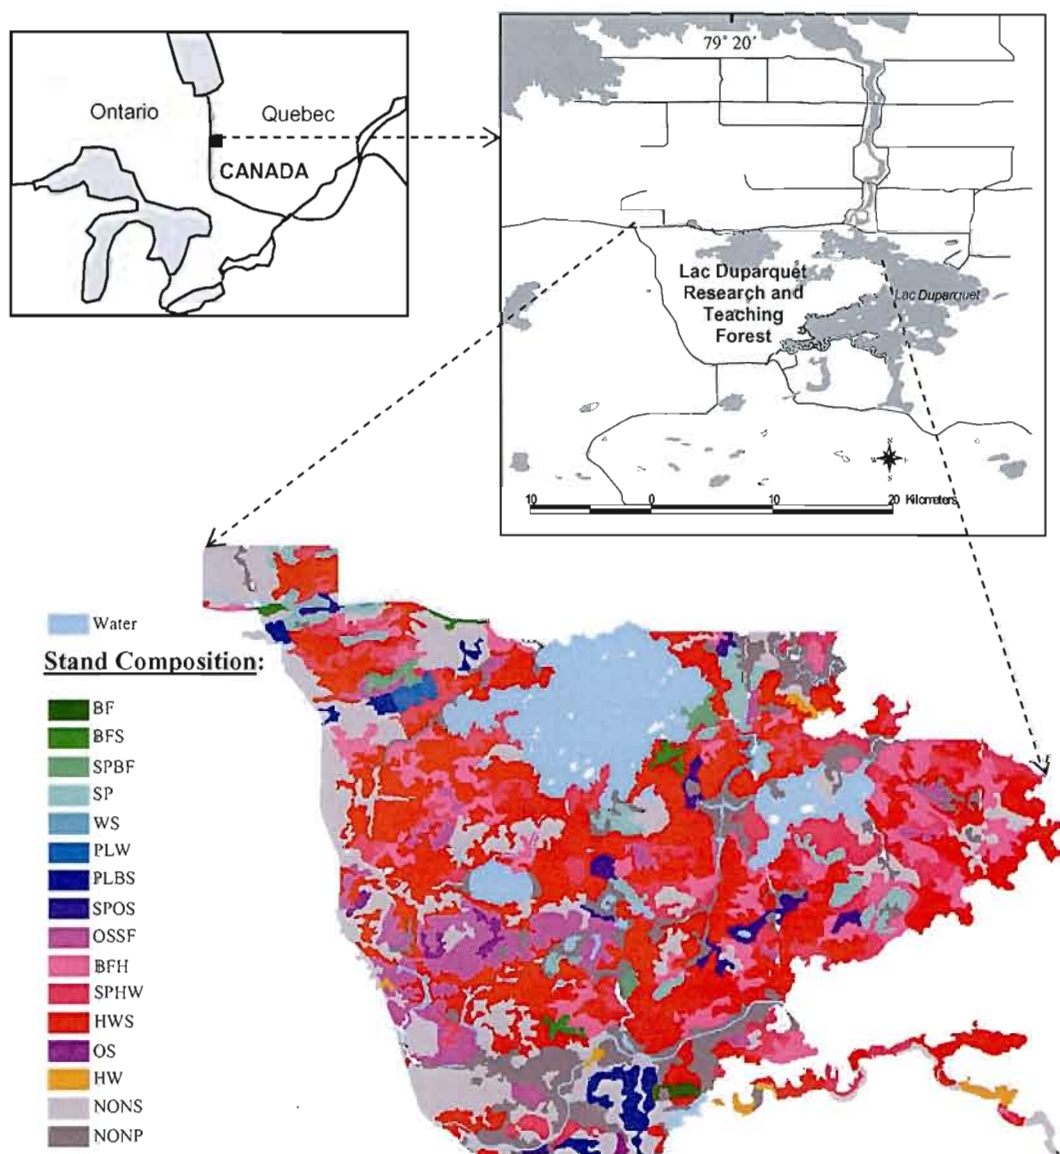 Ontario
Quebec
CANADA
79° 20´
Lac Duparquet
Research and
Teaching
Forest
Lac Duparquet
N
W
E
S
10 0 10 20 Kilometers
Water
Stand Composition:
BF
BFS
SPBF
SP
WS
PLW
PLBS
SPOS
OSSF
BFH
SPHW
HWS
OS
HW
NONS
NONP